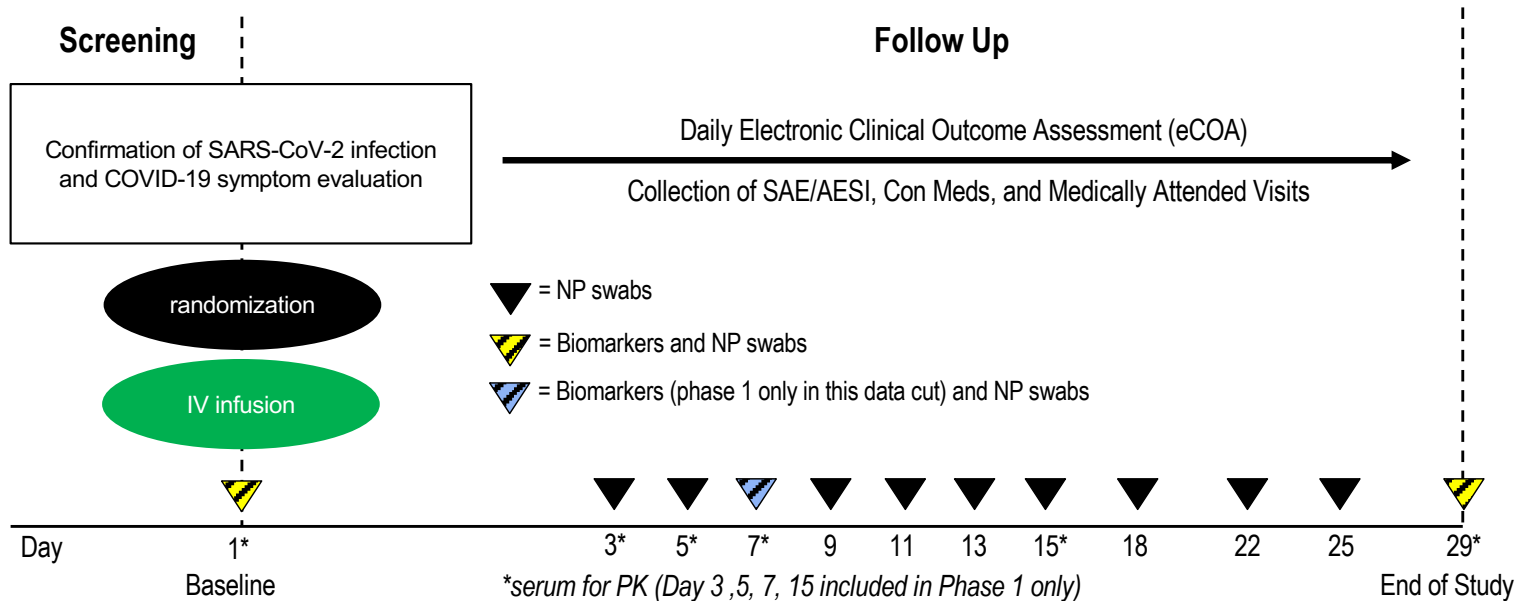 Screening
Follow Up
Confirmation of SARS-CoV-2 infection
and COVID-19 symptom evaluation
Daily Electronic Clinical Outcome Assessment (eCOA)
Collection of SAE/AESI, Con Meds, and Medically Attended Visits
randomization
IV infusion
= NP swabs
= Biomarkers and NP swabs
= Biomarkers (phase 1 only in this data cut) and NP swabs
Day 1* 3* 5* 7* 9 11 13 15* 18 22 25 29*
Baseline
*serum for PK (Day 3 ,5, 7, 15 included in Phase 1 only)
End of Study